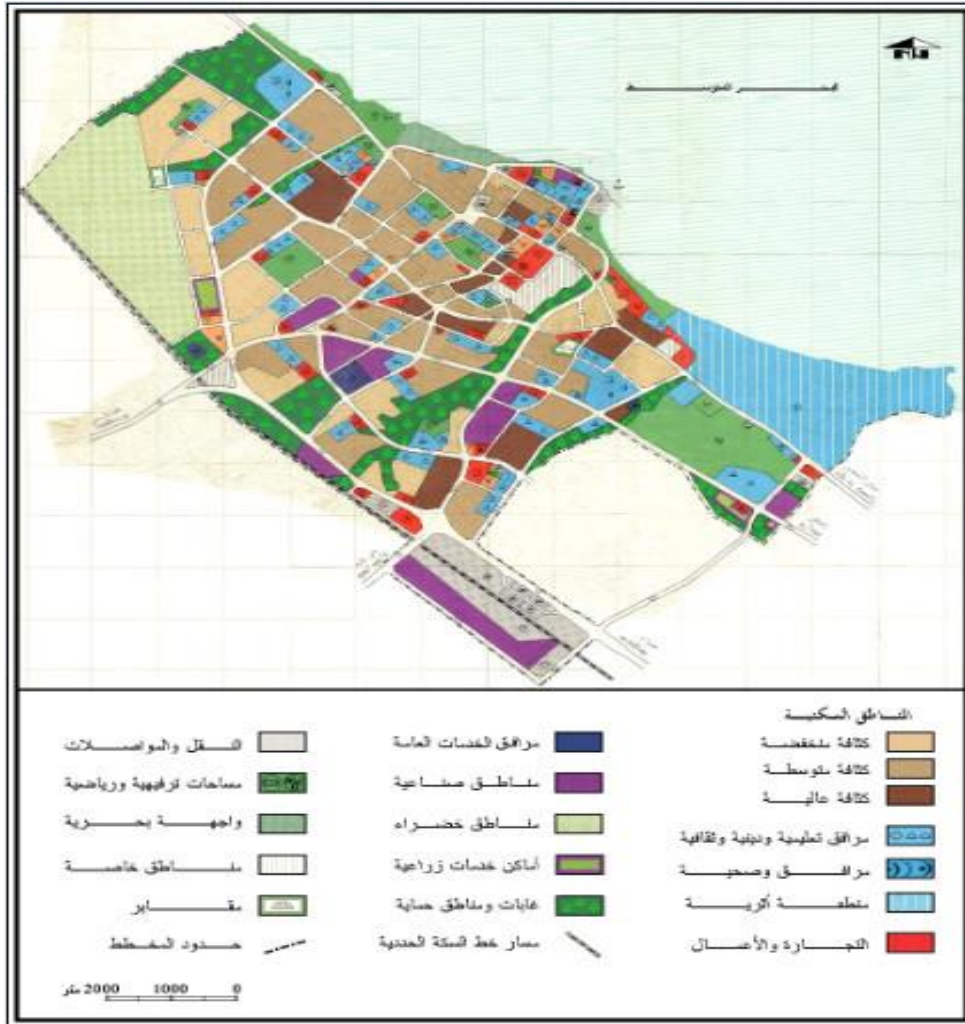 البحر المتوسط
المناطق السكنية
كثافة منخفضة
كثافة متوسطة
كثافة عالية
مرافق تعليمية ودينية وثقافية
مرافق وصحية
منطقة أثرية
التجارة والأعمال
مرافق الخدمات العامة
مناطق صناعية
مناطق خضراء
أماكن خدمات زراعية
غابات ومناطق حماية
مسار خط السكة الحديدية
النقل والمواصلات
مساحات ترفيهية ورياضية
واجهة بحرية
مناطق خاصة
مقابر
حدود المخطط
0 1000 2000 متر